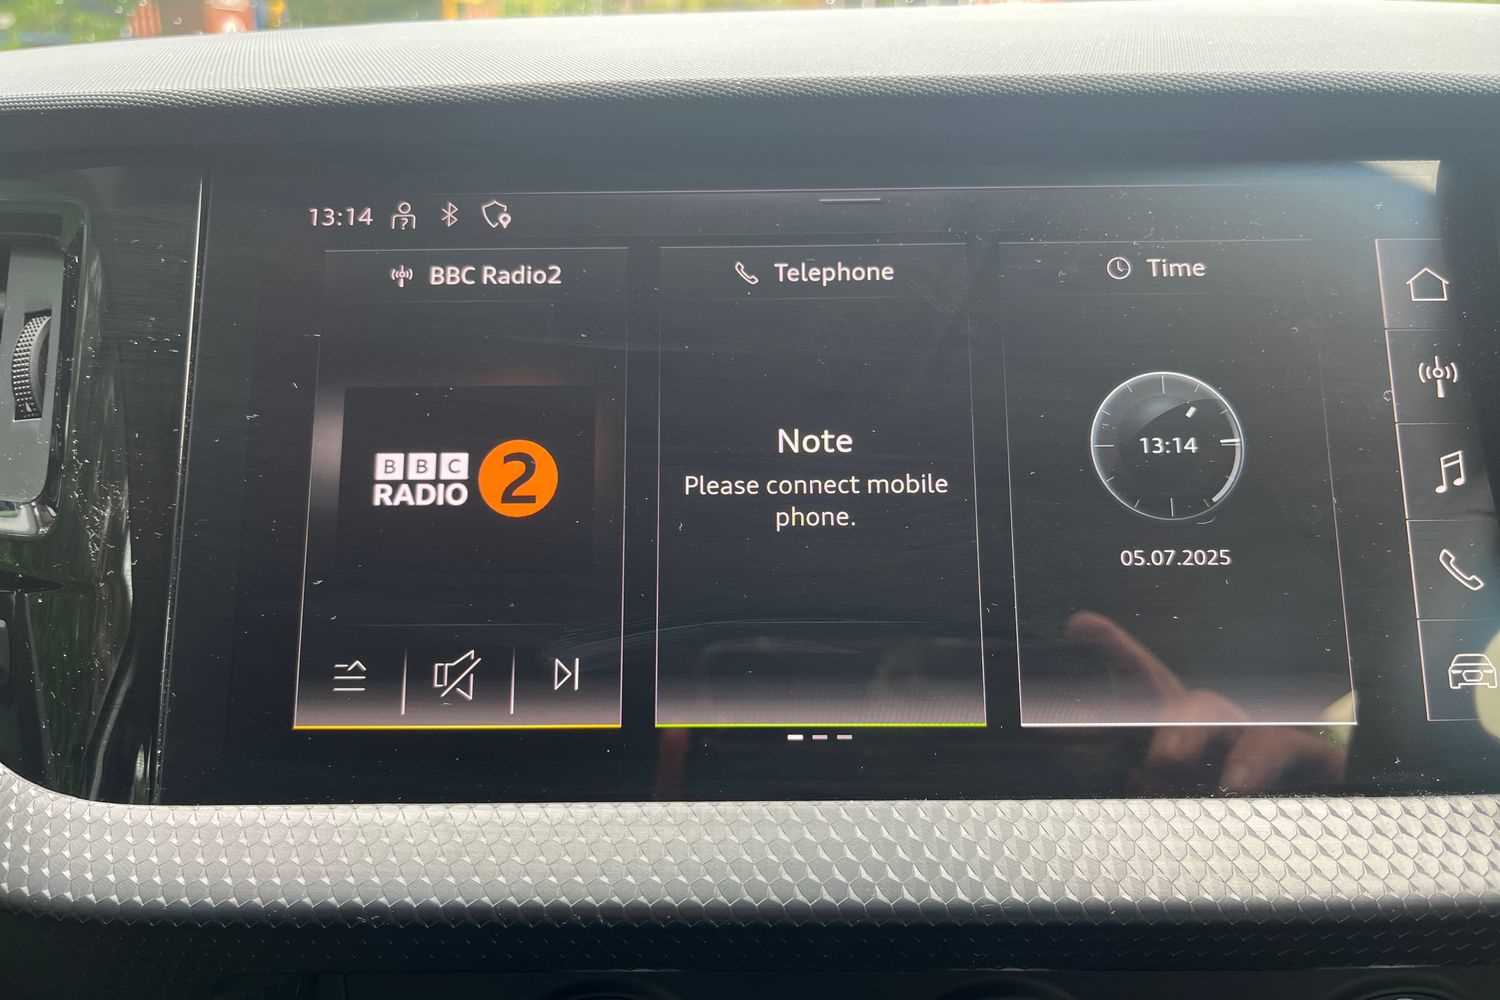 13:14
BBC Radio2
Telephone
Time
BBC
RADIO 2
Note
Please connect mobile
phone.
13:14
05.07.2025